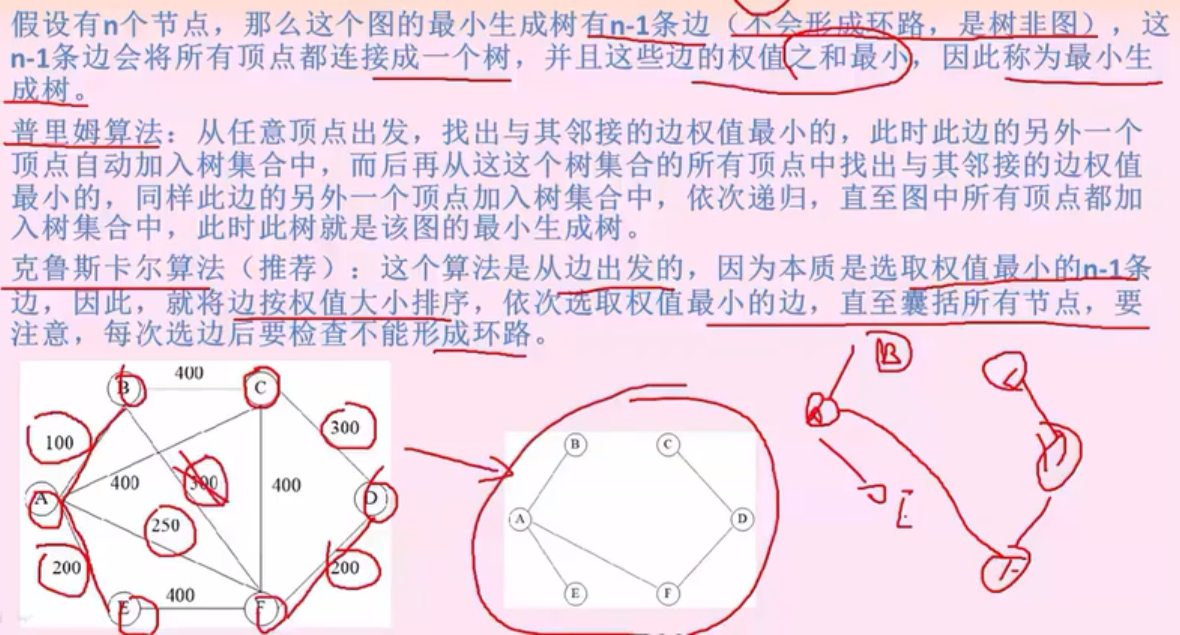 假设有n个节点，那么这个图的最小生成树有n-1条边（不会形成环路，是树非图），这
n-1条边会将所有顶点都连接成一个树，并且这些边的权值之和最小，因此称为最小生
成树。
普里姆算法：从任意顶点出发，找出与其邻接的边权值最小的，此时此边的另外一个
顶点自动加入树集合中，而后再从这这个树集合的所有顶点中找出与其邻接的边权值
最小的，同样此边的另外一个顶点加入树集合中，依次递归，直至图中所有顶点都加
入树集合中，此时此树就是该图的最小生成树。
克鲁斯卡尔算法（推荐）：这个算法是从边出发的，因为本质是选取权值最小的n-1条
边，因此，就将边按权值大小排序，依次选取权值最小的边，直至囊括所有节点，要
注意，每次选边后要检查不能形成环路。
B 400 C
100 300
A 400 300 400 D
250
200 200
E 400 F
B C
A D
E F
B
A
E